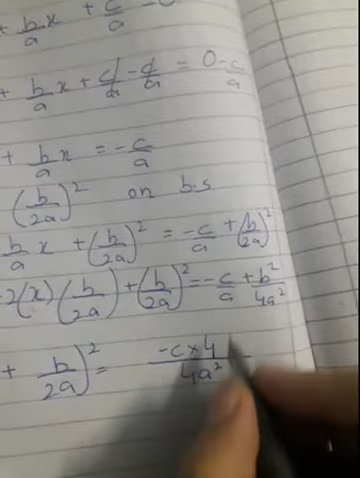 + b/a x + c/a
+ b/a x + c/a - c/a = 0 - c/a
+ b/a x = -c/a
(b/2a)² on b.s
b/a x + (b/2a)² = -c/a + (b/2a)²
2(x)(b/2a) + (b/2a)² = -c/a + b²/4a²
+ b/2a)² = -c×4/4a²